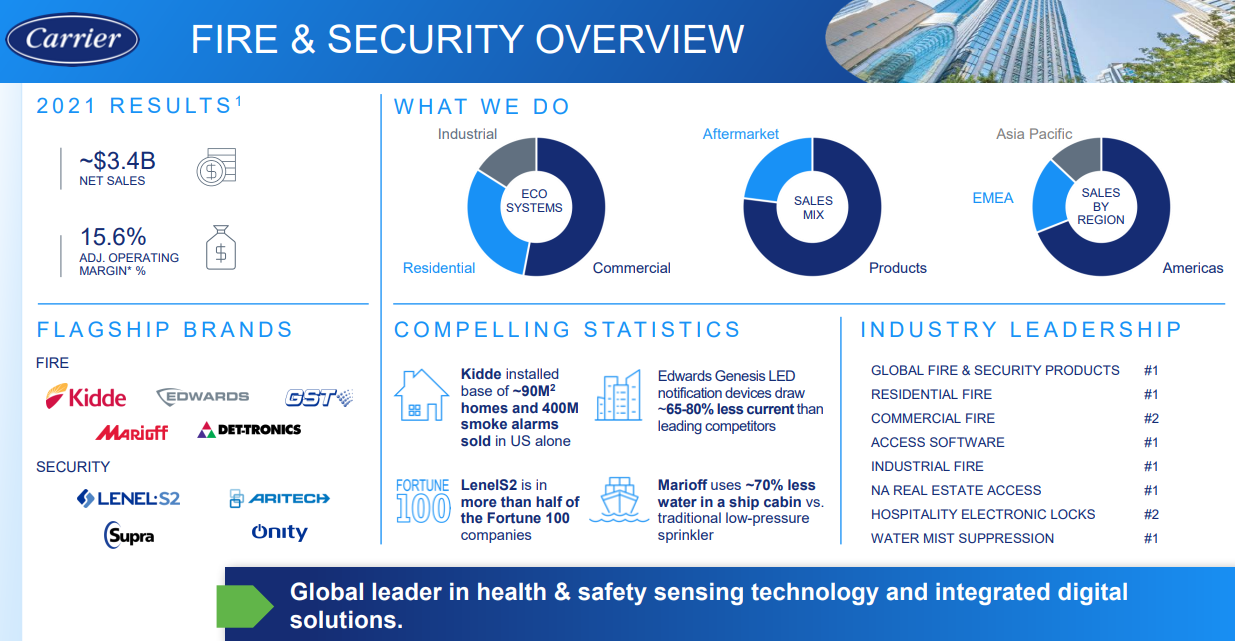 Carrier
FIRE & SECURITY OVERVIEW
2021 RESULTS1
~$3.4B
NET SALES
15.6%
ADJ. OPERATING
MARGIN* %
WHAT WE DO
Industrial
ECO
SYSTEMS
Residential
Commercial
Aftermarket
SALES
MIX
Products
Asia Pacific
EMEA
SALES
BY
REGION
Americas
FLAGSHIP BRANDS
FIRE
Kidde
EDWARDS
GST
MARIOFF
DET-TRONICS
SECURITY
LENEL·S2
ARITECH
Supra
Onity
COMPELLING STATISTICS
Kidde installed
base of ~90M2
homes and 400M
smoke alarms
sold in US alone
Edwards Genesis LED
notification devices draw
~65-80% less current than
leading competitors
FORTUNE
100
LenelS2 is in
more than half of
the Fortune 100
companies
Marioff uses ~70% less
water in a ship cabin vs.
traditional low-pressure
sprinkler
INDUSTRY LEADERSHIP
GLOBAL FIRE & SECURITY PRODUCTS #1
RESIDENTIAL FIRE #1
COMMERCIAL FIRE #2
ACCESS SOFTWARE #1
INDUSTRIAL FIRE #1
NA REAL ESTATE ACCESS #1
HOSPITALITY ELECTRONIC LOCKS #2
WATER MIST SUPPRESSION #1
Global leader in health & safety sensing technology and integrated digital
solutions.